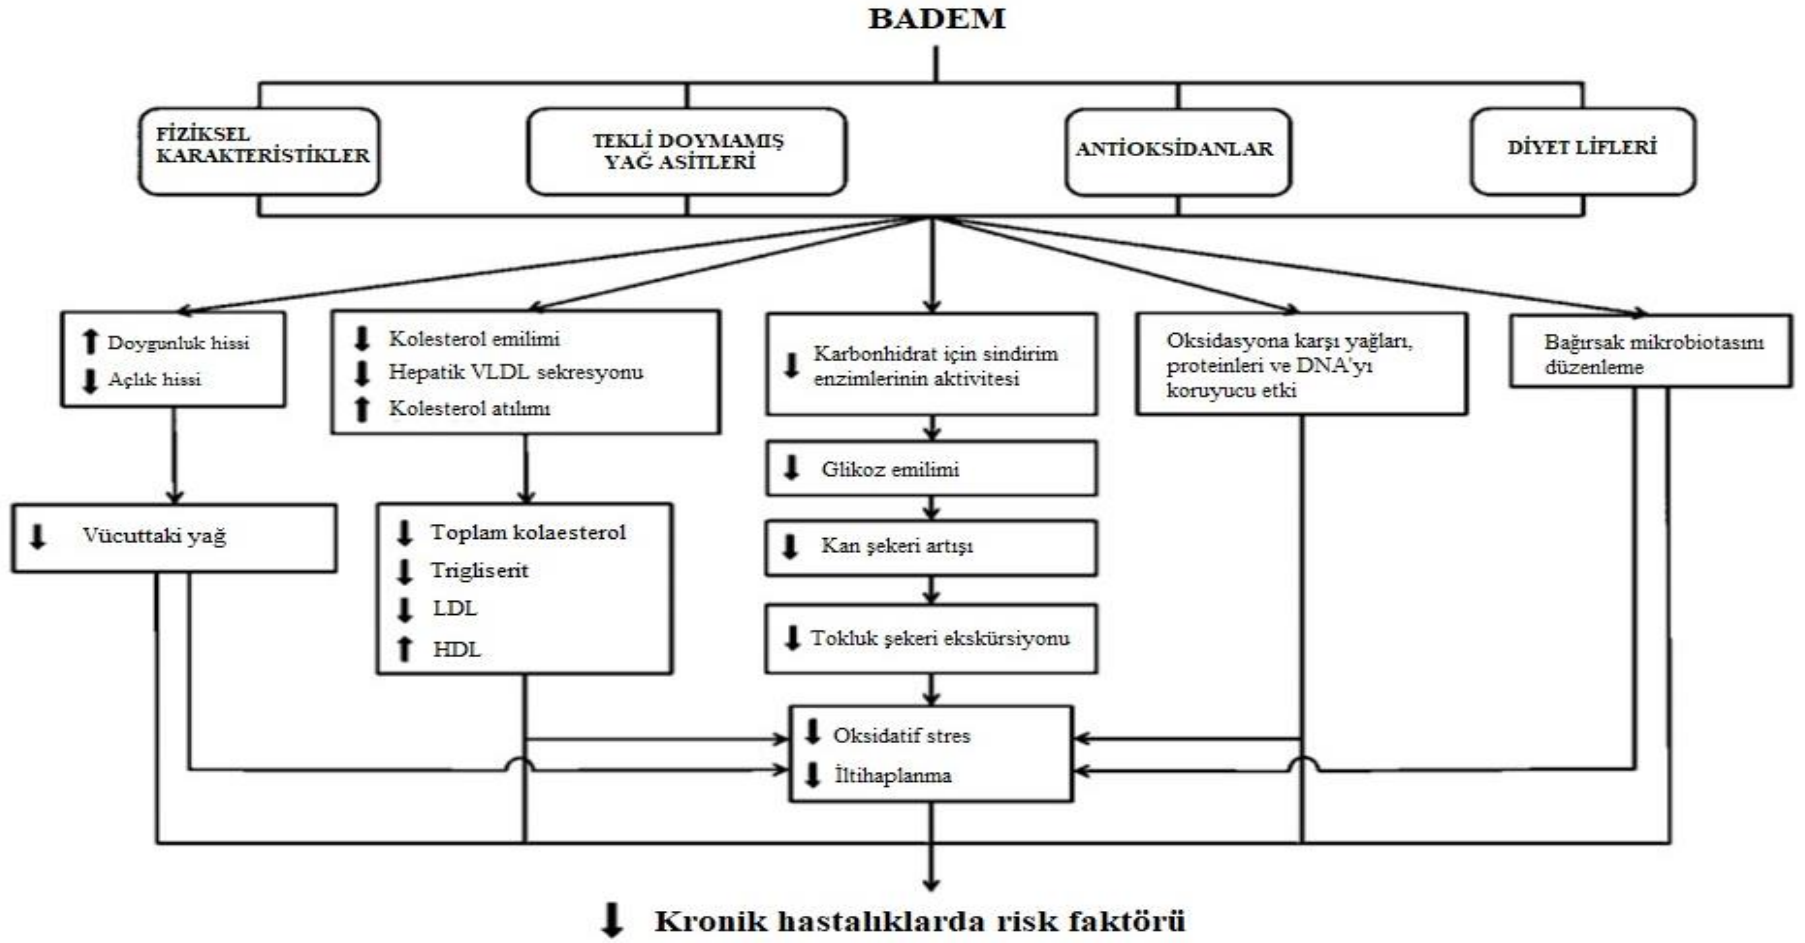 BADEM
FİZİKSEL
KARAKTERİSTİKLER
TEKLİ DOYMAMIŞ
YAĞ ASİTLERİ
ANTİOKSİDANLAR
DİYET LİFLERİ
Doygunluk hissi
Açlık hissi
Kolesterol emilimi
Hepatik VLDL sekresyonu
Kolesterol atılımı
Karbonhidrat için sindirim
enzimlerinin aktivitesi
Oksidasyona karşı yağları,
proteinleri ve DNA'yı
koruyucu etki
Bağırsak mikrobiotasını
düzenleme
Vücuttaki yağ
Toplam kolaesterol
Trigliserit
LDL
HDL
Glikoz emilimi
Kan şekeri artışı
Tokluk şekeri ekskürsiyonu
Oksidatif stres
İltihaplanma
Kronik hastalıklarda risk faktörü